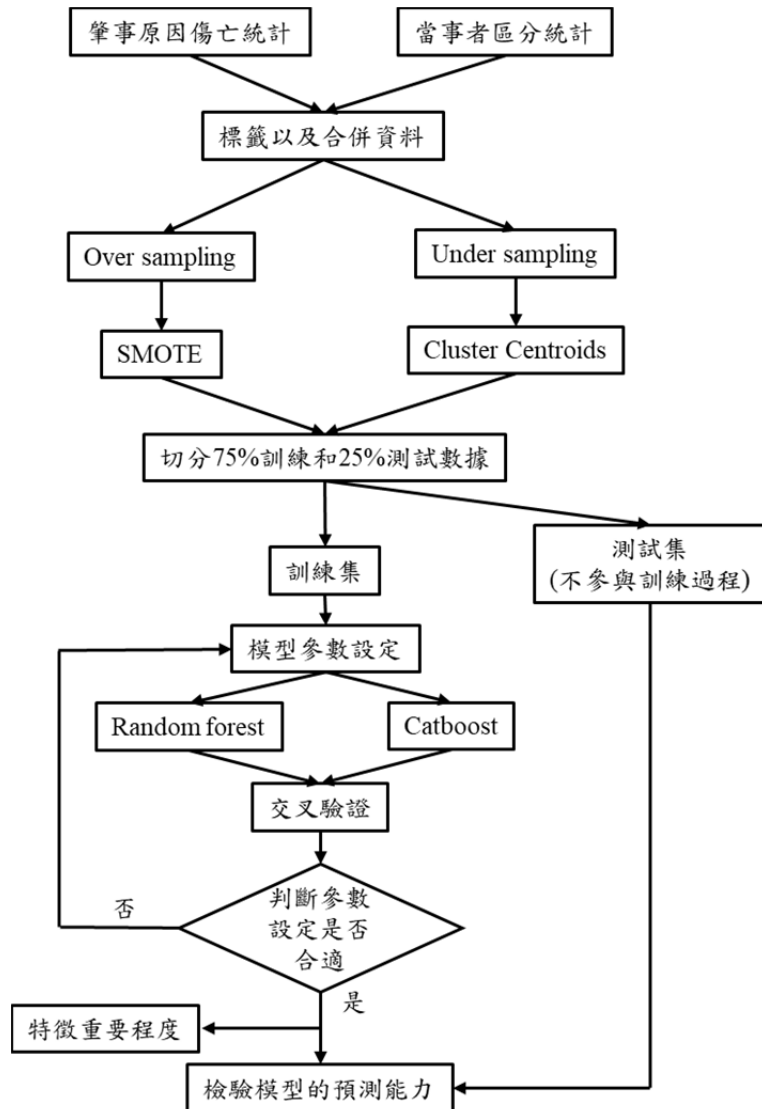 肇事原因傷亡統計
當事者區分統計
標籤以及合併資料
Over sampling
Under sampling
SMOTE
Cluster Centroids
切分75%訓練和25%測試數據
訓練集
測試集
(不參與訓練過程)
模型參數設定
Random forest
Catboost
交叉驗證
判斷參數
設定是否
合適
否
是
特徵重要程度
檢驗模型的預測能力